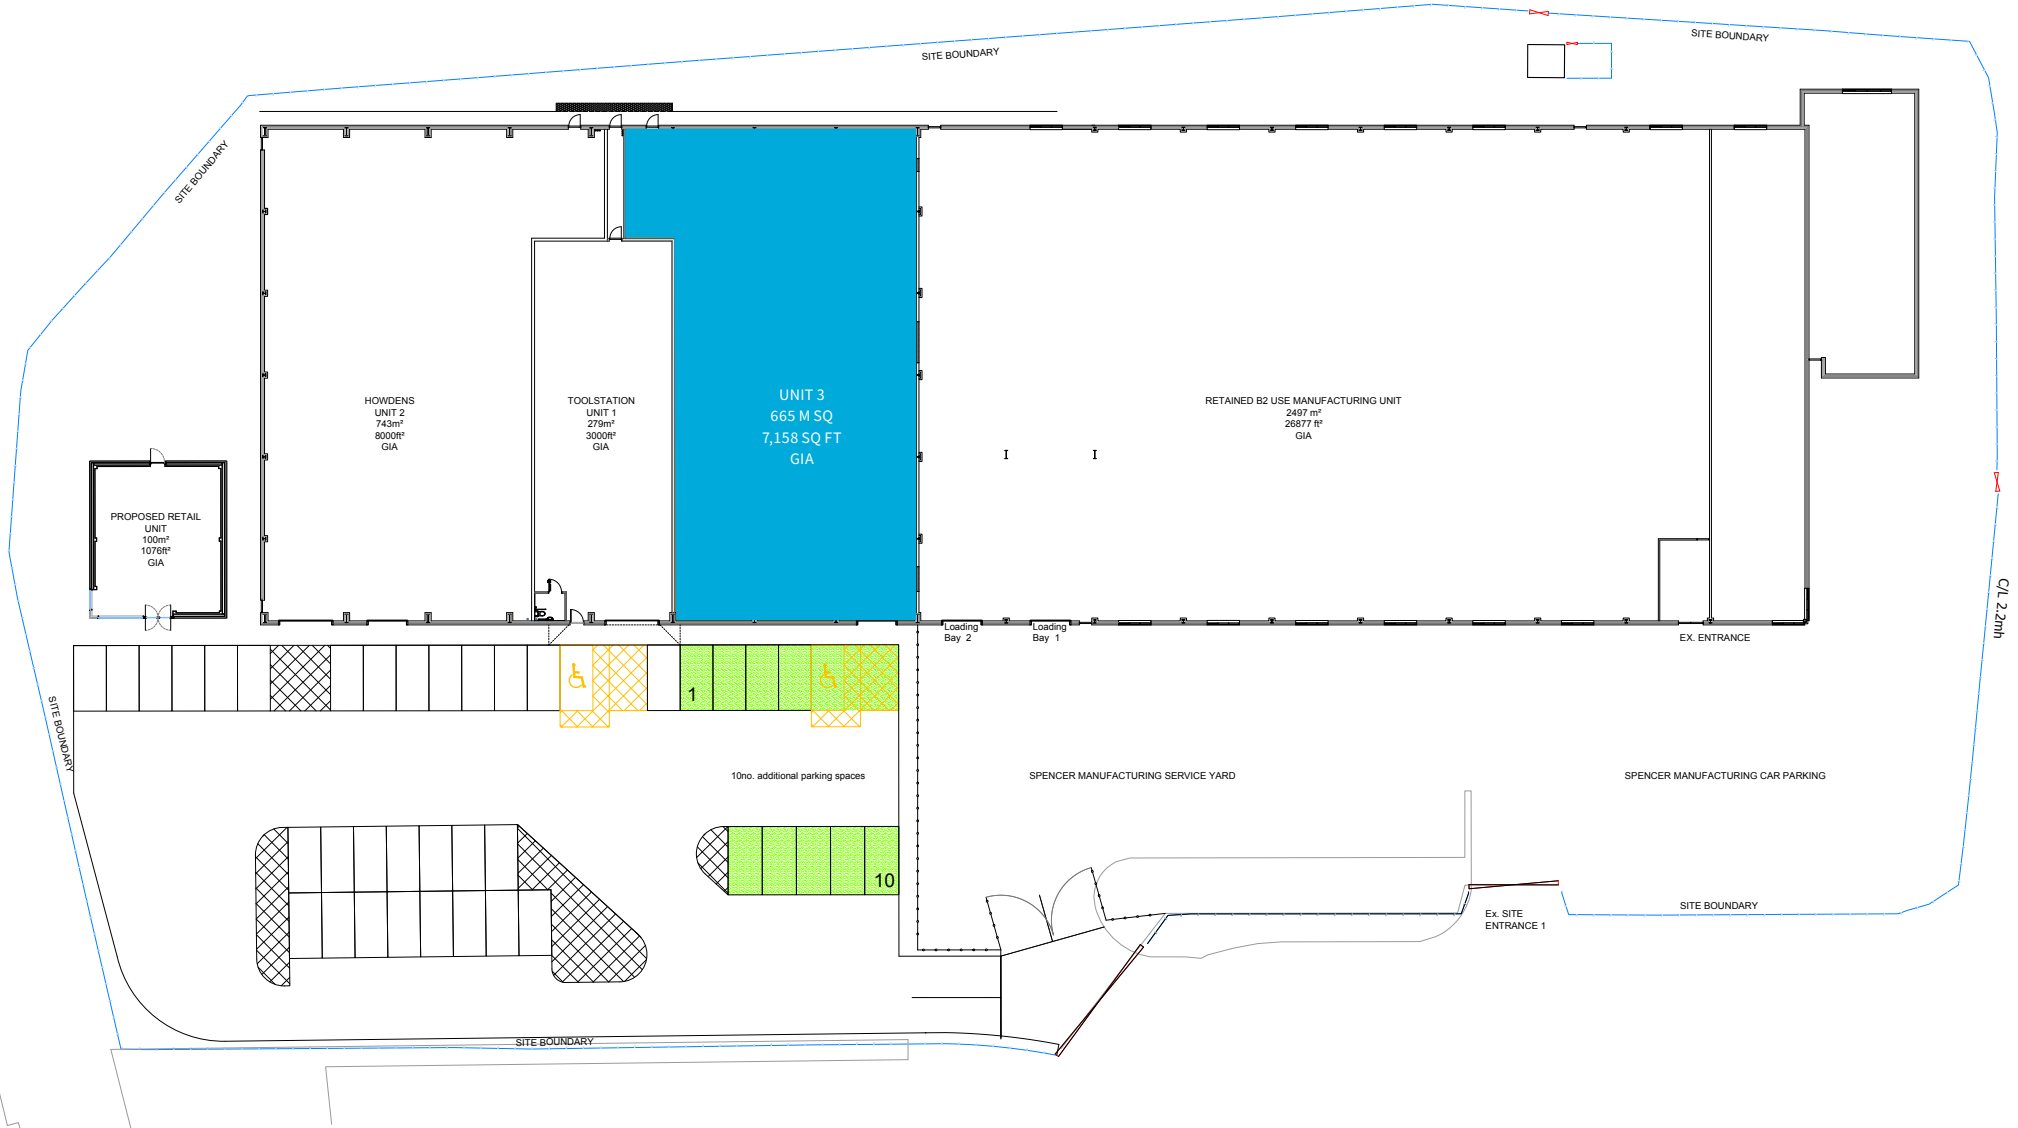 SITE BOUNDARY
SITE BOUNDARY
SITE BOUNDARY
HOWDENS
UNIT 2
743m²
8000ft²
GIA
TOOLSTATION
UNIT 1
279m²
3000ft²
GIA
UNIT 3
665 M SQ
7,158 SQ FT
GIA
RETAINED B2 USE MANUFACTURING UNIT
2497 m²
26877 ft²
GIA
PROPOSED RETAIL
UNIT
100m²
1076ft²
GIA
C/L 2.2mh
Loading
Bay 2
Loading
Bay 1
EX. ENTRANCE
1
SITE BOUNDARY
10no. additional parking spaces
SPENCER MANUFACTURING SERVICE YARD
SPENCER MANUFACTURING CAR PARKING
10
Ex. SITE
ENTRANCE 1
SITE BOUNDARY
SITE BOUNDARY